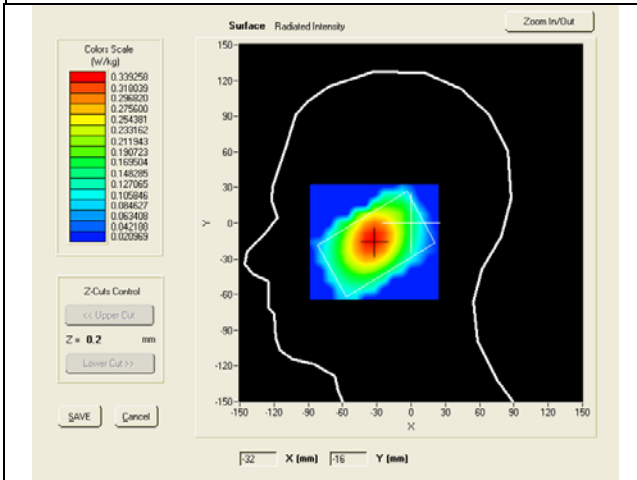 Surface Radiated Intensity
Zoom In/Out
Colors Scale
(W/kg)
0.339258
0.318039
0.296820
0.275600
0.254381
0.233162
0.211943
0.190723
0.169504
0.148285
0.127065
0.105846
0.084627
0.063408
0.042188
0.020969
150
120
90
60
30
0
-30
-60
-90
-120
-150
Y
-150 -120 -90 -60 -30 0 30 60 90 120 150
X
Z-Cuts Control
<< Upper Cut
Z = 0.2 mm
Lower Cut >>
SAVE Cancel
-32 X (mm) -16 Y (mm)